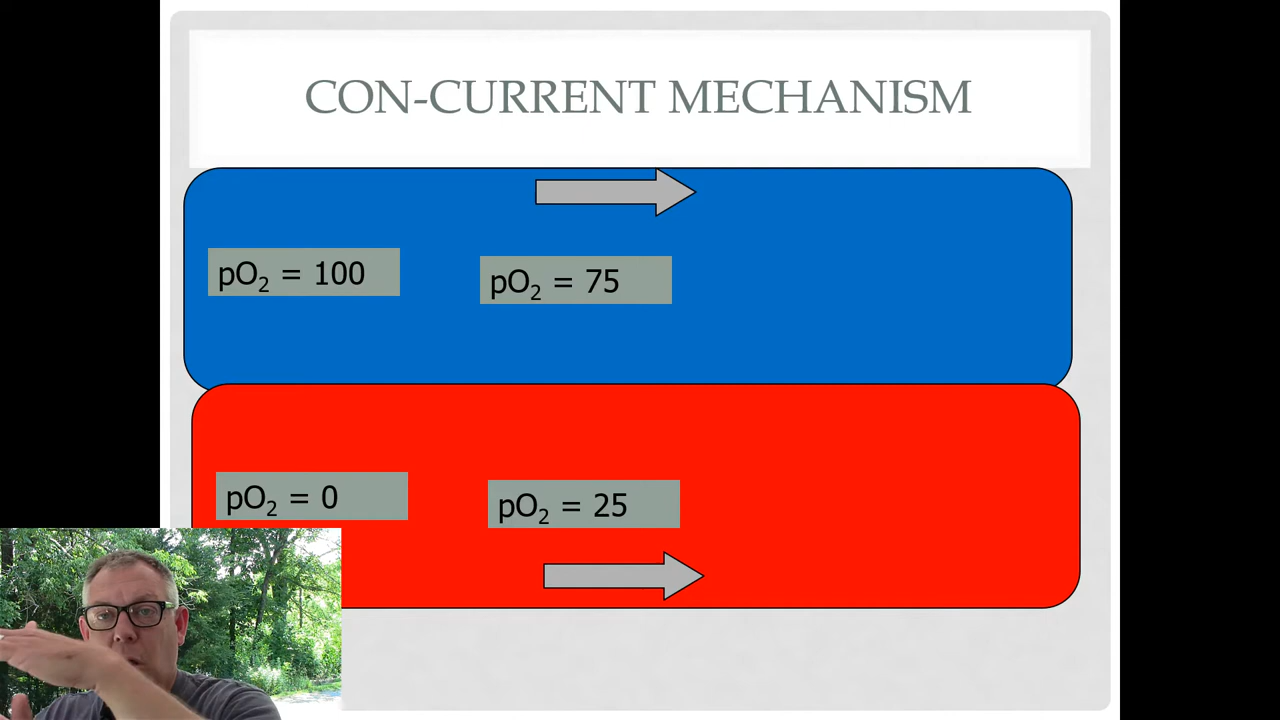 CON-CURRENT MECHANISM
pO₂ = 100
pO₂ = 75
pO₂ = 0
pO₂ = 25